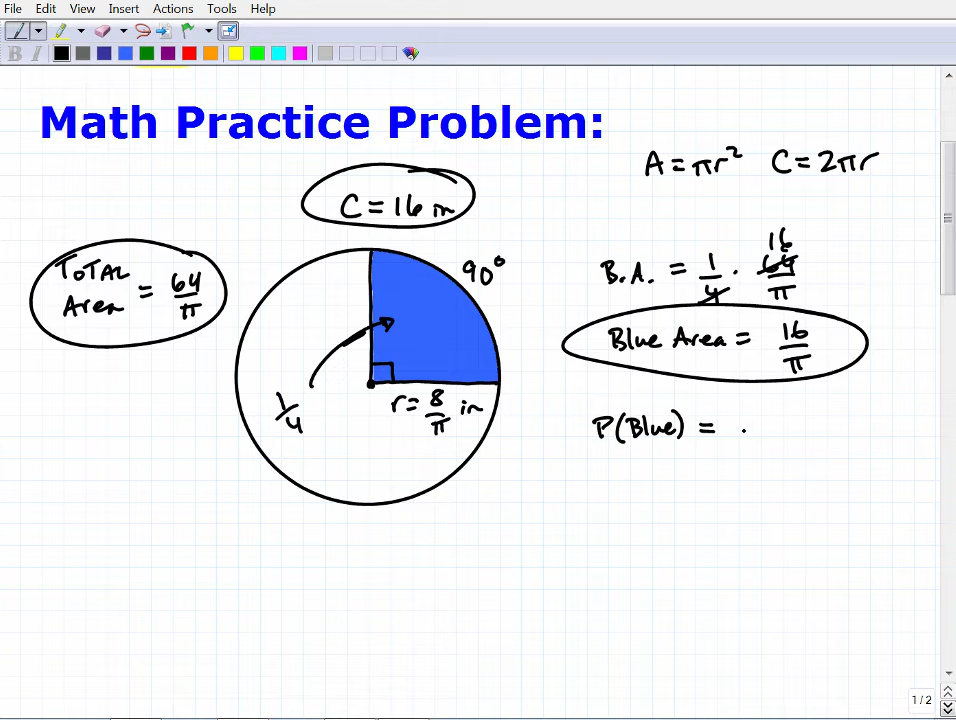 File Edit View Insert Actions Tools Help
B I
Math Practice Problem:
A = πr² C = 2πr
C = 16 in
TOTAL Area = 64/π
90°
B.A. = 1/4 · 64/π 16
Blue Area = 16/π
1/4
r = 8/π in
P(Blue) = .
1 / 2